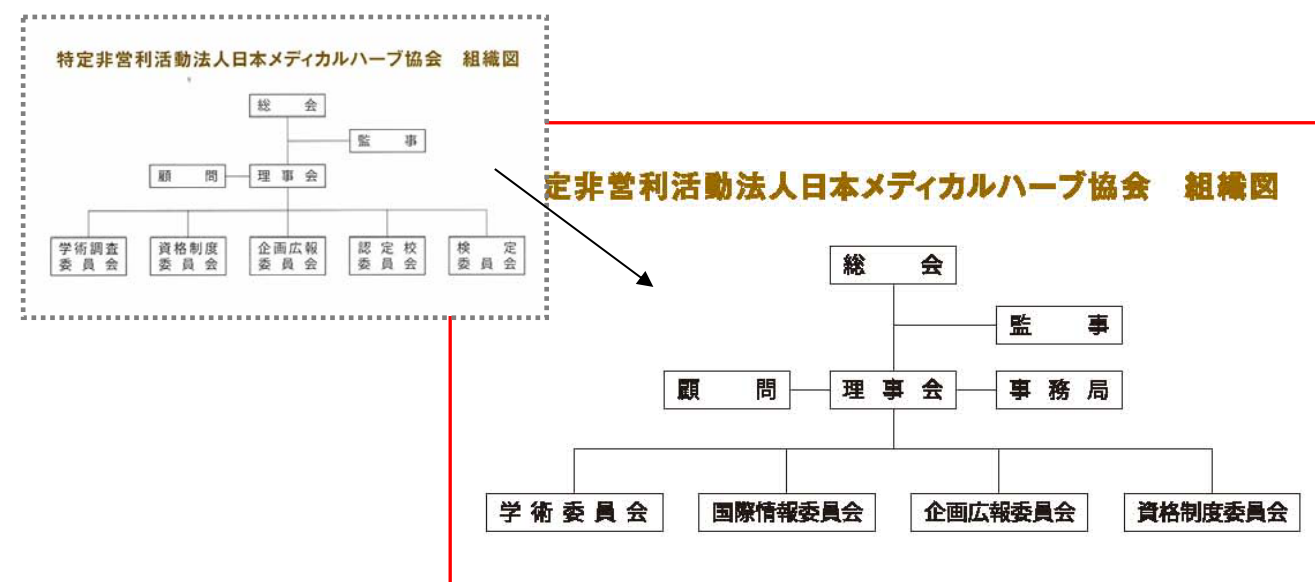 特定非営利活動法人日本メディカルハーブ協会　組織図
総　会
監　事
顧　問
理 事 会
学術調査
委 員 会
資格制度
委 員 会
企画広報
委 員 会
認 定 校
委 員 会
検　定
委 員 会
定非営利活動法人日本メディカルハーブ協会　組織図
総　会
監　事
顧　問
理 事 会
事 務 局
学 術 委 員 会
国際情報委員会
企画広報委員会
資格制度委員会